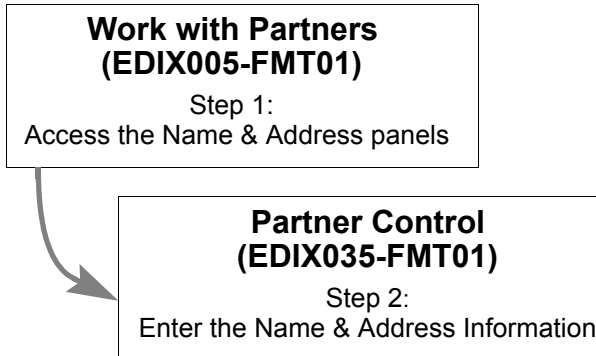 Work with Partners
(EDIX005-FMT01)
Step 1:
Access the Name & Address panels
Partner Control
(EDIX035-FMT01)
Step 2:
Enter the Name & Address Information